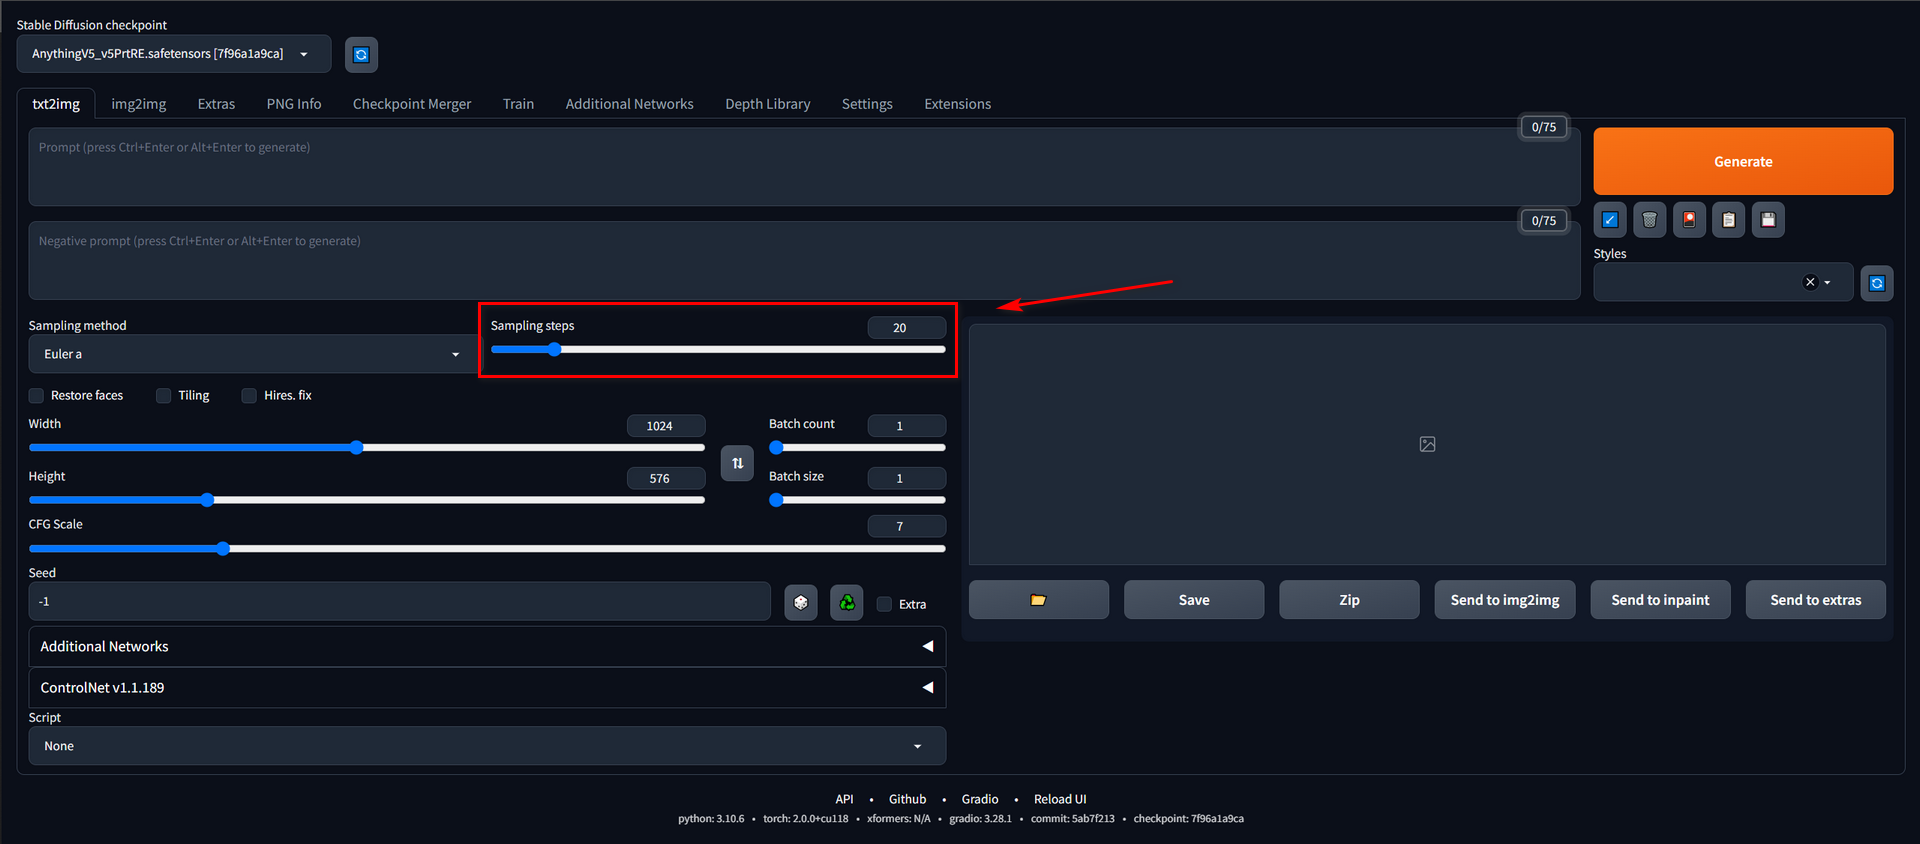 Stable Diffusion checkpoint
AnythingV5_v5PrtRE.safetensors [7f96a1a9ca]
txt2img img2img Extras PNG Info Checkpoint Merger Train Additional Networks Depth Library Settings Extensions
0/75
Prompt (press Ctrl+Enter or Alt+Enter to generate)
Generate
0/75
Negative prompt (press Ctrl+Enter or Alt+Enter to generate)
Styles
Sampling method
Euler a
Sampling steps 20
Restore faces Tiling Hires. fix
Width 1024
Batch count 1
Height 576
Batch size 1
CFG Scale 7
Seed
-1
Extra
Save Zip Send to img2img Send to inpaint Send to extras
Additional Networks
ControlNet v1.1.189
Script
None
API • Github • Gradio • Reload UI
python: 3.10.6 • torch: 2.0.0+cu118 • xformers: N/A • gradio: 3.28.1 • commit: 5ab7f213 • checkpoint: 7f96a1a9ca